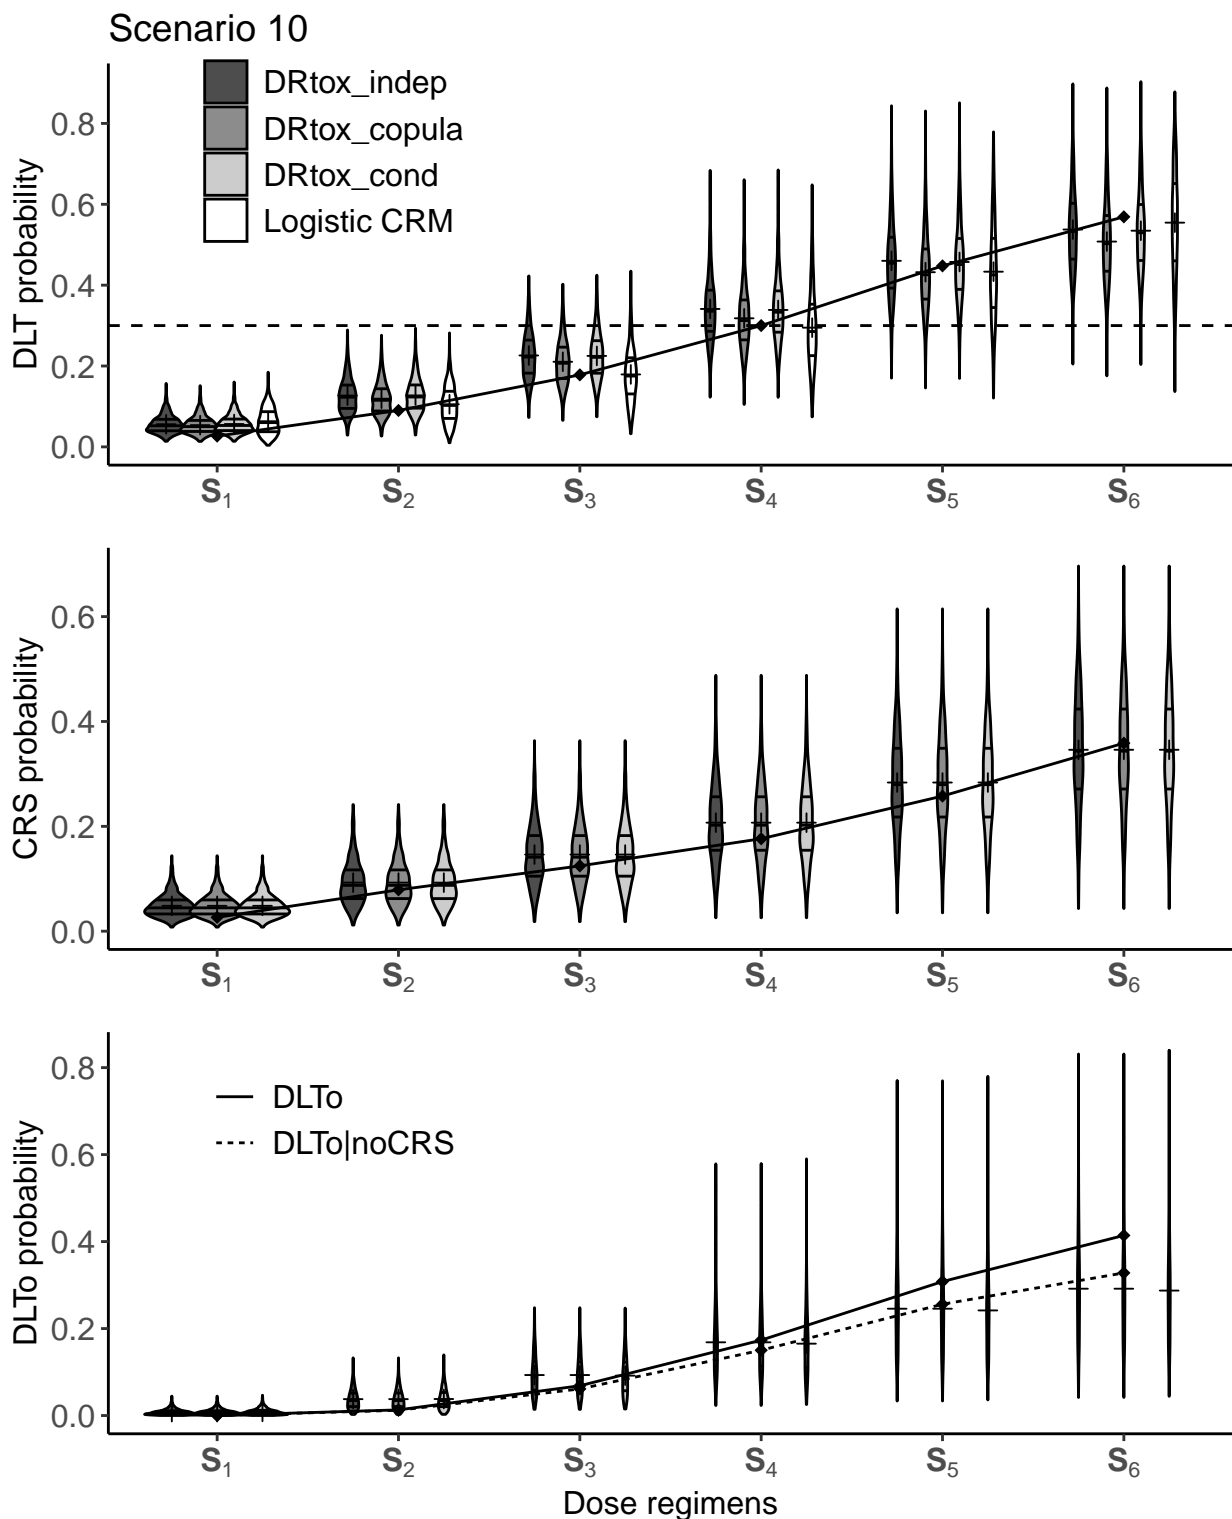 Scenario 10
DRtox_indep
DRtox_copula
DRtox_cond
Logistic CRM
DLT probability
0.8
0.6
0.4
0.2
0.0
S1 S2 S3 S4 S5 S6
CRS probability
0.6
0.4
0.2
0.0
S1 S2 S3 S4 S5 S6
DLTo probability
0.8
0.6
0.4
0.2
0.0
DLTo
DLTo|noCRS
S1 S2 S3 S4 S5 S6
Dose regimens